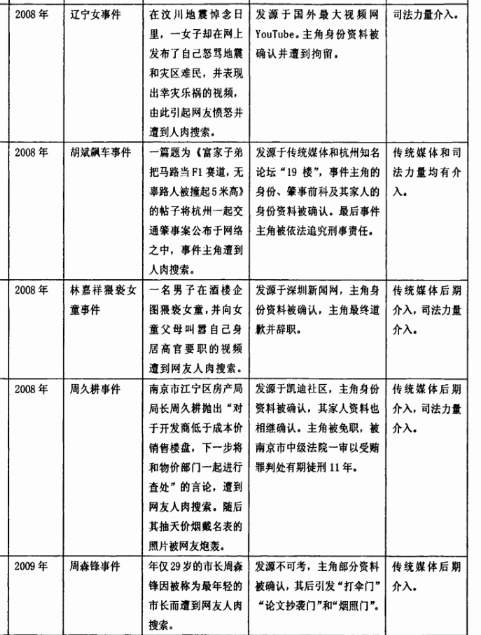 2008 年
辽宁女事件
在汶川地震悼念日
里，一女子却在网上
发布了自己怒骂地震
和灾区难民，并表现
出幸灾乐祸的视频，
由此引起网友愤怒并
遭到人肉搜索。
发源于国外最大视频网
YouTube。主角身份资料被
确认并遭到拘留。
司法力量介入。
2008 年
胡斌飙车事件
一篇题为《富家子弟
把马路当 F1 赛道，无
辜路人被撞起 5 米高》
的帖子将杭州一起交
通肇事案公布于网络
之中，事件主角遭到
人肉搜索。
发源于传统媒体和杭州知名
论坛“19 楼”，事件主角的
身份、肇事前科及其家人的
身份资料被确认。最后事件
主角被依法追究刑事责任。
传统媒体和司
法力量均有介
入。
2008 年
林嘉祥猥亵女
童事件
一名男子在酒楼企
图猥亵女童，并向女
童父母叫嚣自己身
居高官要职的视频
遭到网友人肉搜索。
发源于深圳新闻网，主角身
份资料被确认，主角最终道
歉并辞职。
传统媒体后期
介入，司法力量
介入。
2008 年
周久耕事件
南京市江宁区房产局
局长周久耕抛出“对
于开发商低于成本价
销售楼盘，下一步将
和物价部门一起进行
查处”的言论，遭到
网友人肉搜索。随后
其抽天价烟戴名表的
照片被网友炮轰。
发源于凯迪社区，主角身份
资料被确认，其家人资料也
相继确认。主角被免职，被
南京市中级法院一审以受贿
罪判处有期徒刑 11 年。
传统媒体后期
介入，司法力量
介入。
2009 年
周森锋事件
年仅 29 岁的市长周森
锋因被称为最年轻的
市长而遭到网友人肉
搜索。
发源不可考，主角部分资料
被确认，其后引发“打伞门”
“论文抄袭门”和“烟照门”。
传统媒体后期
介入。